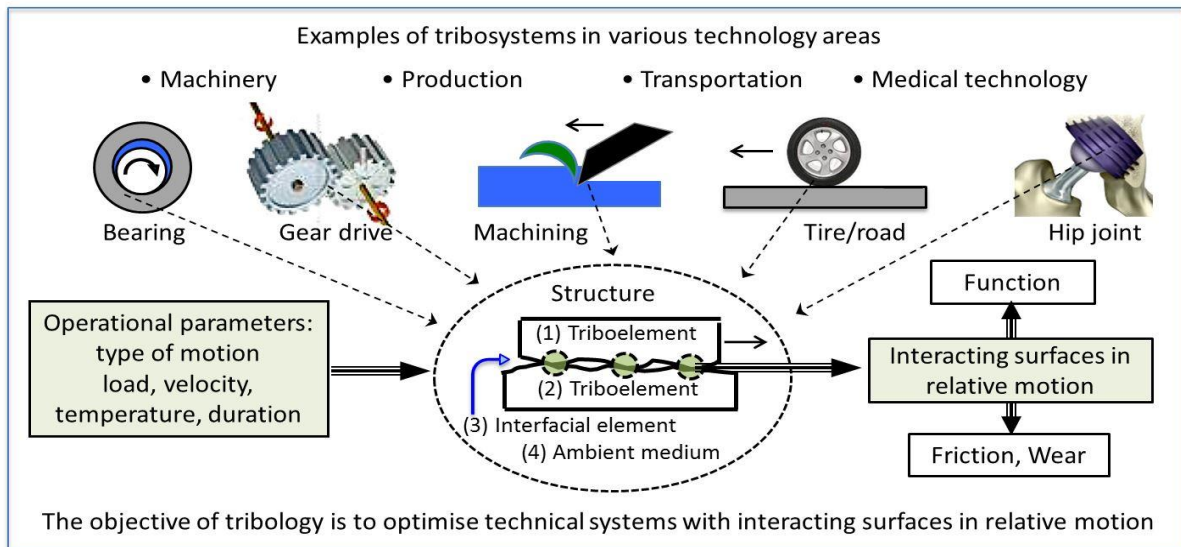 Examples of tribosystems in various technology areas
• Machinery • Production • Transportation • Medical technology
Bearing Gear drive Machining Tire/road Hip joint
Operational parameters:
type of motion
load, velocity,
temperature, duration
Structure
(1) Triboelement
(2) Triboelement
(3) Interfacial element
(4) Ambient medium
Function
Interacting surfaces in
relative motion
Friction, Wear
The objective of tribology is to optimise technical systems with interacting surfaces in relative motion